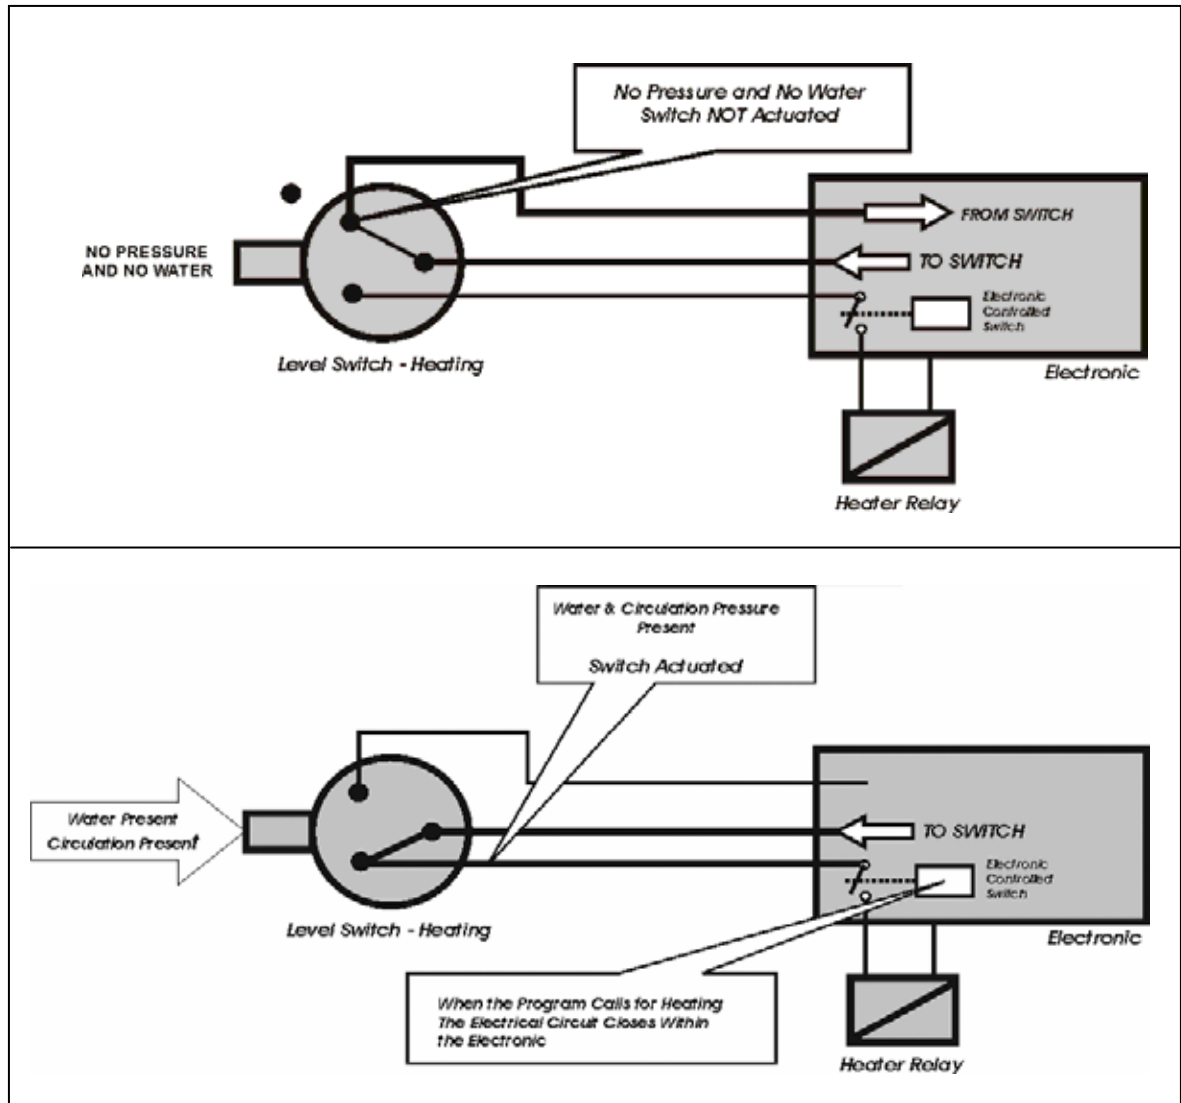 No Pressure and No Water
Switch NOT Actuated
FROM SWITCH
NO PRESSURE
AND NO WATER
TO SWITCH
Electronic
Controlled
Switch
Level Switch - Heating
Electronic
Heater Relay
Water & Circulation Pressure
Present
Switch Actuated
Water Present
Circulation Present
TO SWITCH
Electronic
Controlled
Switch
Level Switch - Heating
Electronic
When the Program Calls for Heating
The Electrical Circuit Closes Within
the Electronic
Heater Relay